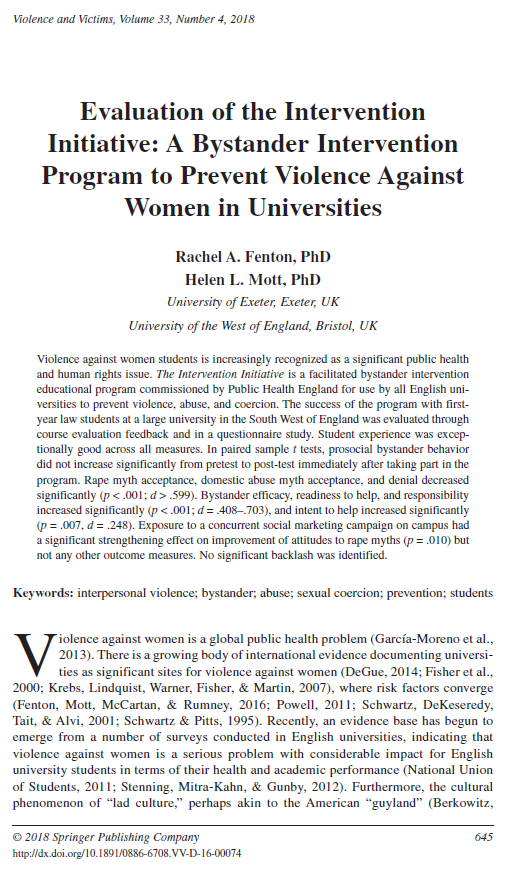 Violence and Victims, Volume 33, Number 4, 2018
Evaluation of the Intervention
Initiative: A Bystander Intervention
Program to Prevent Violence Against
Women in Universities
Rachel A. Fenton, PhD
Helen L. Mott, PhD
University of Exeter, Exeter, UK
University of the West of England, Bristol, UK
Violence against women students is increasingly recognized as a significant public health
and human rights issue. The Intervention Initiative is a facilitated bystander intervention
educational program commissioned by Public Health England for use by all English uni-
versities to prevent violence, abuse, and coercion. The success of the program with first-
year law students at a large university in the South West of England was evaluated through
course evaluation feedback and in a questionnaire study. Student experience was excep-
tionally good across all measures. In paired sample t tests, prosocial bystander behavior
did not increase significantly from pretest to post-test immediately after taking part in the
program. Rape myth acceptance, domestic abuse myth acceptance, and denial decreased
significantly (p < .001; d > .599). Bystander efficacy, readiness to help, and responsibility
increased significantly (p < .001; d = .408–.703), and intent to help increased significantly
(p = .007, d = .248). Exposure to a concurrent social marketing campaign on campus had
a significant strengthening effect on improvement of attitudes to rape myths (p = .010) but
not any other outcome measures. No significant backlash was identified.
Keywords: interpersonal violence; bystander; abuse; sexual coercion; prevention; students
Violence against women is a global public health problem (García-Moreno et al.,
2013). There is a growing body of international evidence documenting universi-
ties as significant sites for violence against women (DeGue, 2014; Fisher et al.,
2000; Krebs, Lindquist, Warner, Fisher, & Martin, 2007), where risk factors converge
(Fenton, Mott, McCartan, & Rumney, 2016; Powell, 2011; Schwartz, DeKeseredy,
Tait, & Alvi, 2001; Schwartz & Pitts, 1995). Recently, an evidence base has begun to
emerge from a number of surveys conducted in English universities, indicating that
violence against women is a serious problem with considerable impact for English
university students in terms of their health and academic performance (National Union
of Students, 2011; Stenning, Mitra-Kahn, & Gunby, 2012). Furthermore, the cultural
phenomenon of “lad culture,” perhaps akin to the American “guyland” (Berkowitz,
© 2018 Springer Publishing Company 645
http://dx.doi.org/10.1891/0886-6708.VV-D-16-00074